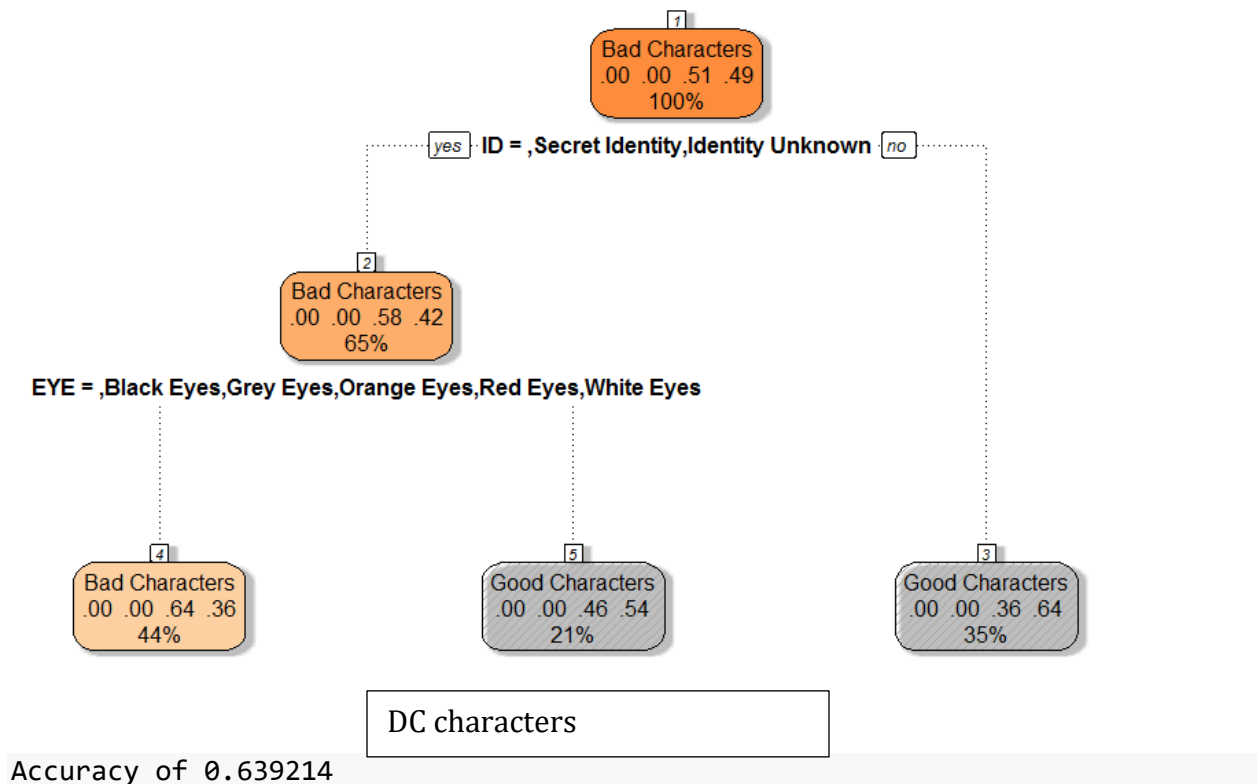 1
Bad Characters
.00 .00 .51 .49
100%
yes ID = ,Secret Identity,Identity Unknown no
2
Bad Characters
.00 .00 .58 .42
65%
EYE = ,Black Eyes,Grey Eyes,Orange Eyes,Red Eyes,White Eyes
4
Bad Characters
.00 .00 .64 .36
44%
5
Good Characters
.00 .00 .46 .54
21%
3
Good Characters
.00 .00 .36 .64
35%
DC characters
Accuracy of 0.639214